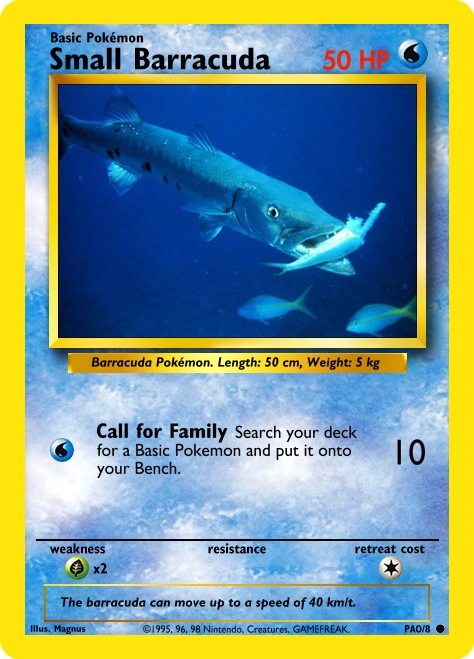 Basic Pokémon
Small Barracuda 50 HP
Barracuda Pokémon. Length: 50 cm, Weight: 5 kg
Call for Family Search your deck
for a Basic Pokemon and put it onto
your Bench.
10
weakness resistance retreat cost
x2
The barracuda can move up to a speed of 40 km/t.
Illus. Magnus ©1995, 96, 98 Nintendo, Creatures, GAMEFREAK. PAO/8